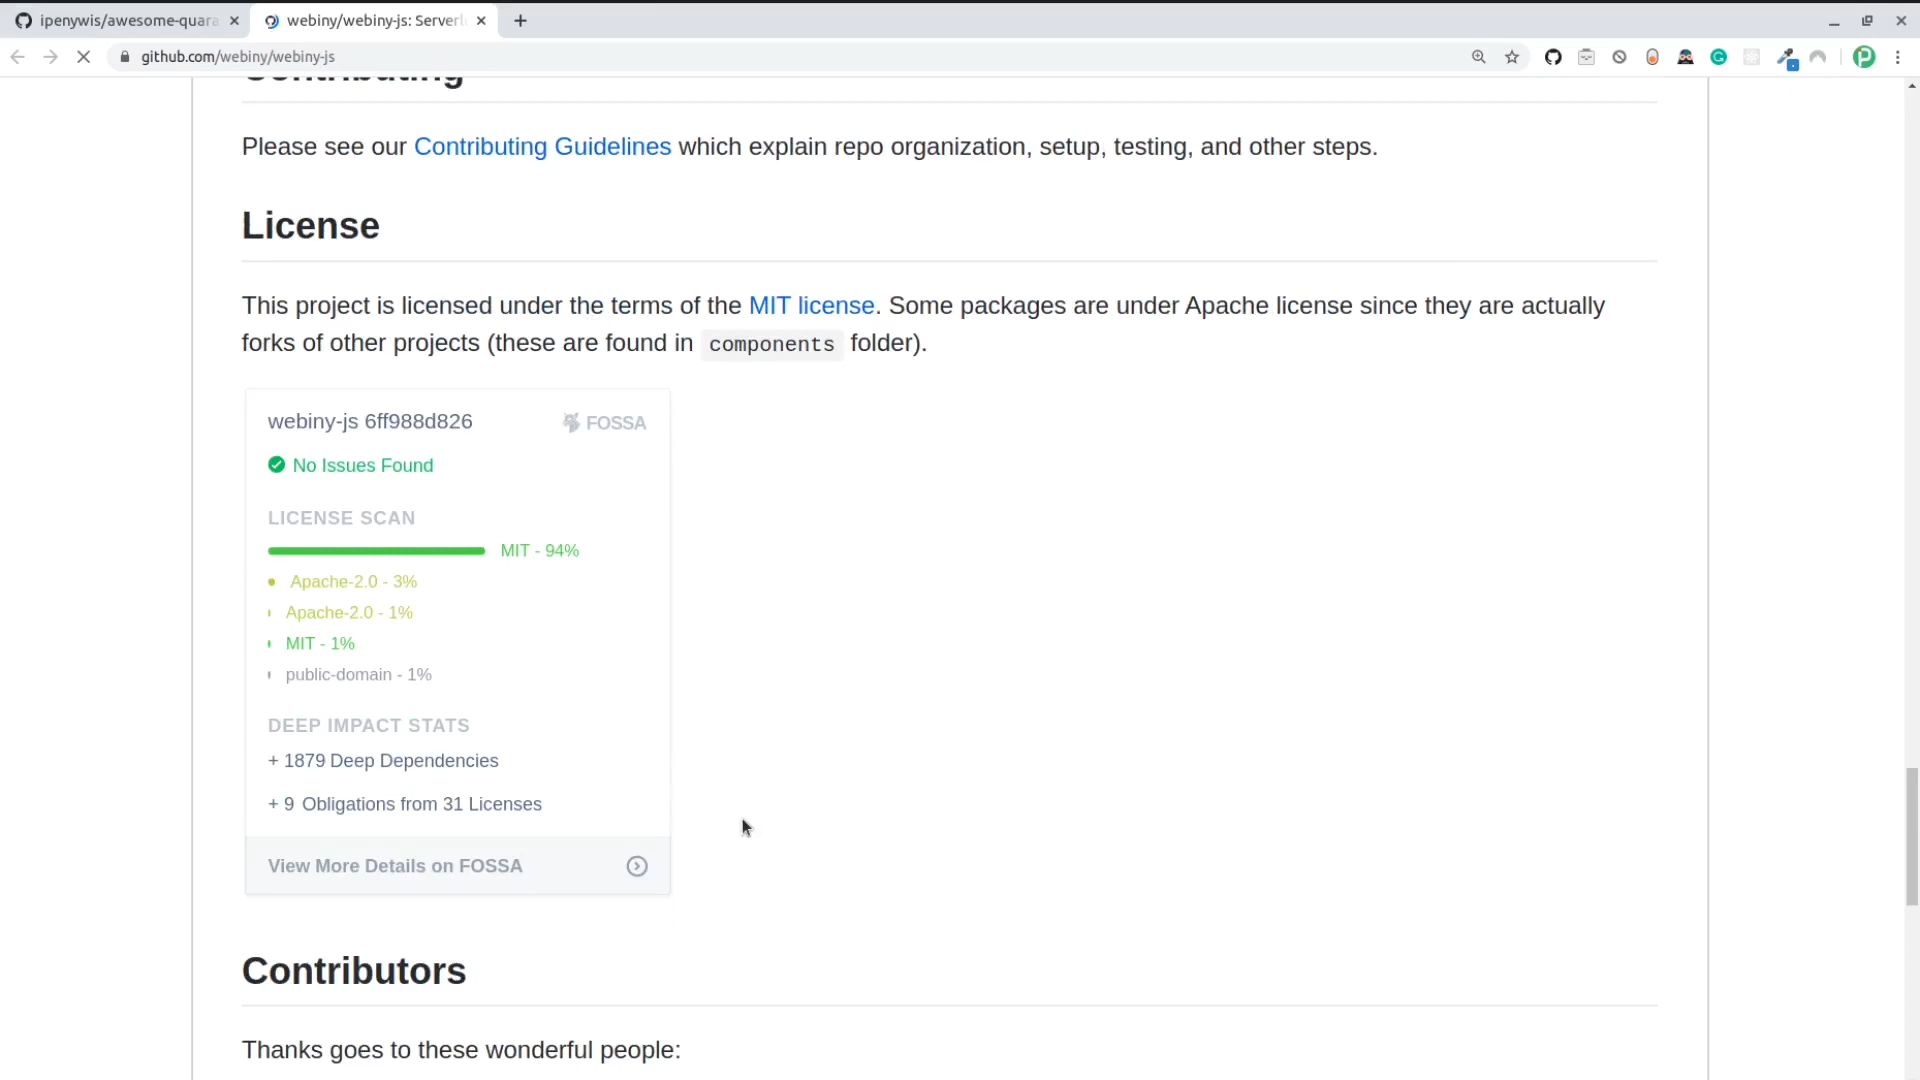 ipenywis/awesome-quara
webiny/webiny-js: Serverl
github.com/webiny/webiny-js
Contributing
Please see our Contributing Guidelines which explain repo organization, setup, testing, and other steps.
License
This project is licensed under the terms of the MIT license. Some packages are under Apache license since they are actually
forks of other projects (these are found in components folder).
webiny-js 6ff988d826
FOSSA
No Issues Found
LICENSE SCAN
MIT - 94%
Apache-2.0 - 3%
Apache-2.0 - 1%
MIT - 1%
public-domain - 1%
DEEP IMPACT STATS
+ 1879 Deep Dependencies
+ 9 Obligations from 31 Licenses
View More Details on FOSSA
Contributors
Thanks goes to these wonderful people: